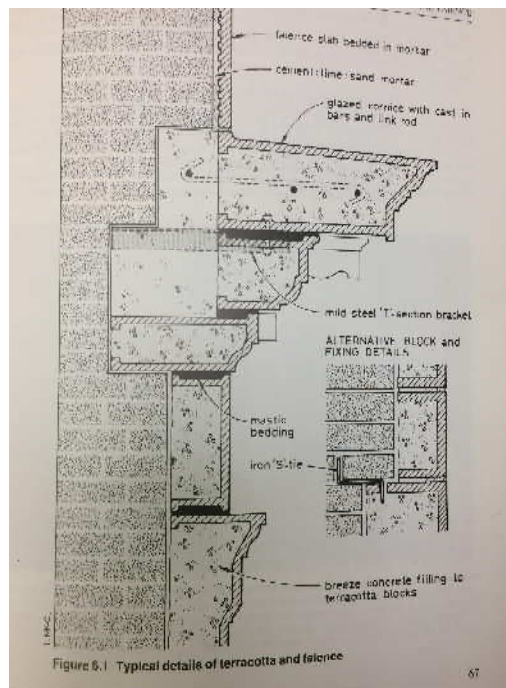 faience slab bedded in mortar
cement:lime:sand mortar
glazed cornice with cast in
bars and link rod
mild steel 'T'-section bracket
ALTERNATIVE BLOCK and
FIXING DETAILS
mastic
bedding
iron 'S'-tie
breeze concrete filling to
terracotta blocks
Figure 6.1 Typical details of terracotta and faience
67